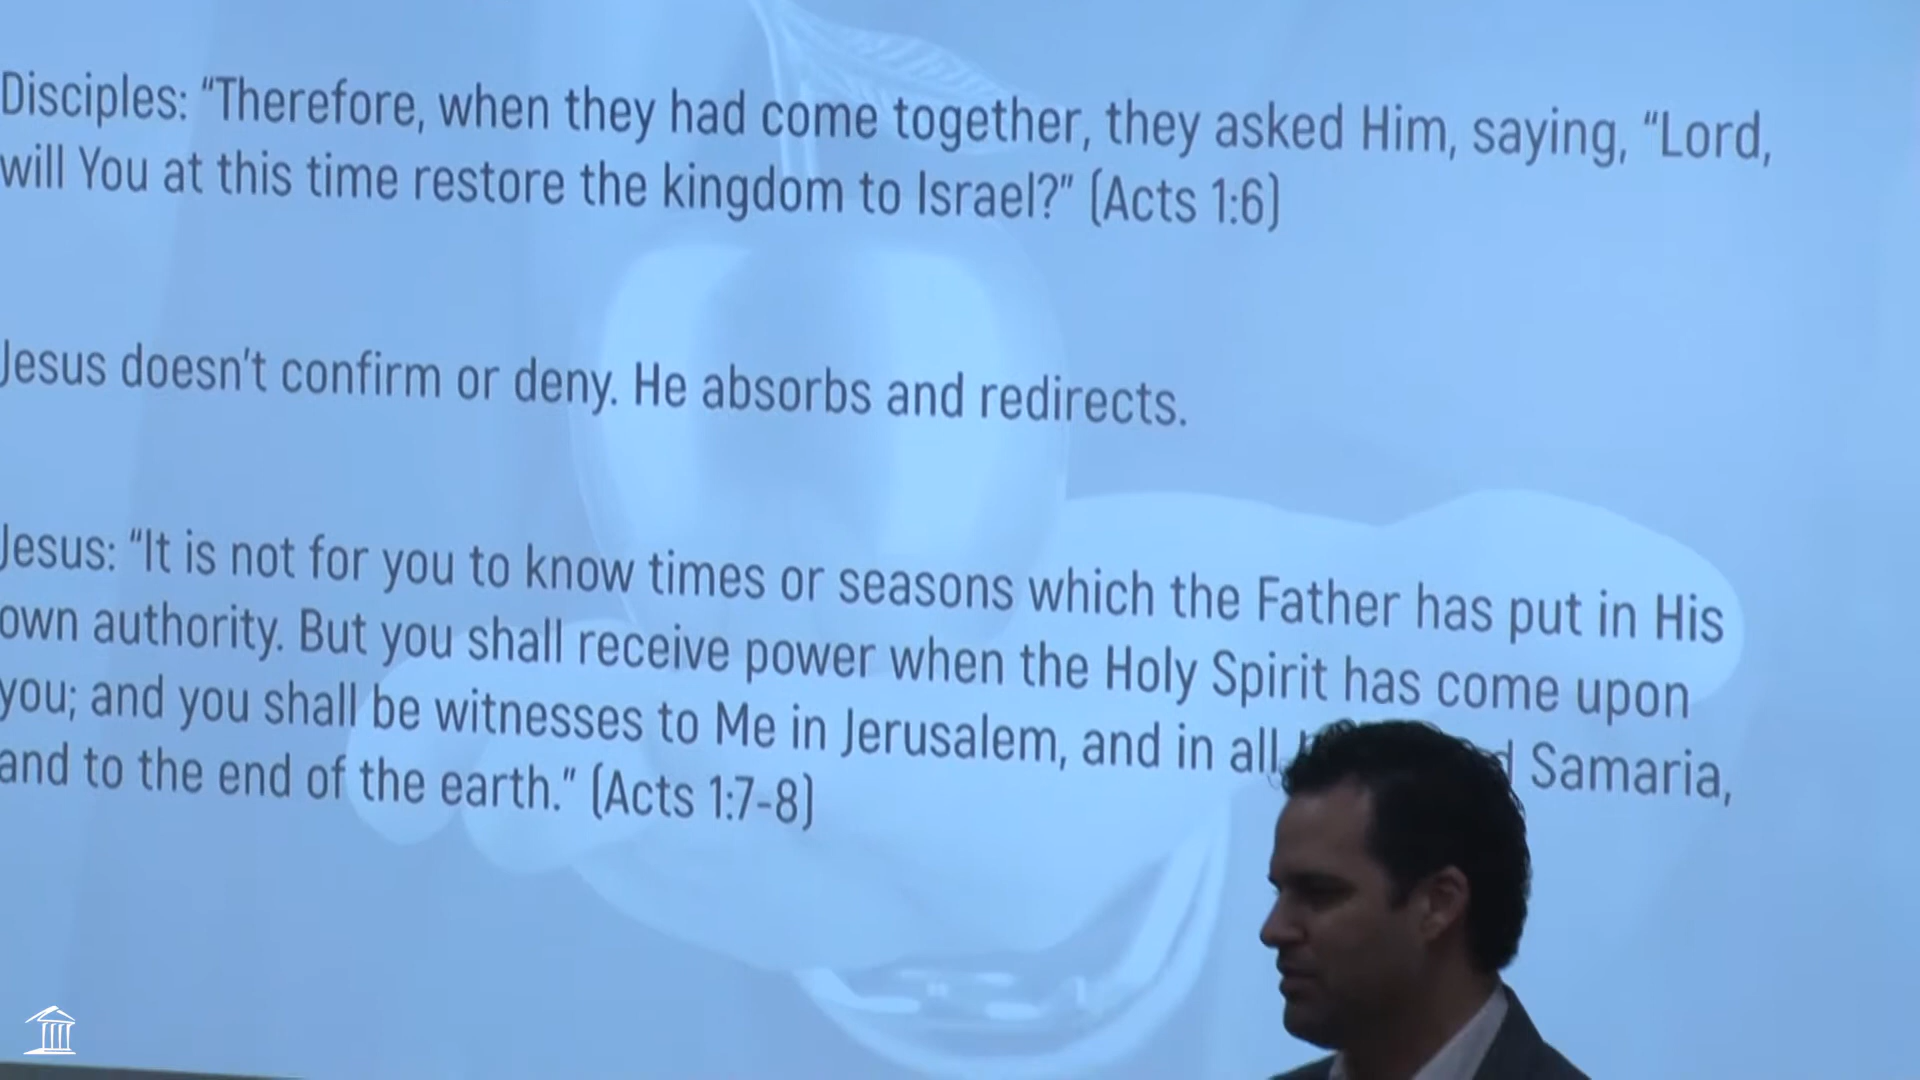 Disciples: “Therefore, when they had come together, they asked Him, saying, “Lord,
will You at this time restore the kingdom to Israel?” (Acts 1:6)
Jesus doesn’t confirm or deny. He absorbs and redirects.
Jesus: “It is not for you to know times or seasons which the Father has put in His
own authority. But you shall receive power when the Holy Spirit has come upon
you; and you shall be witnesses to Me in Jerusalem, and in all Samaria,
and to the end of the earth.” (Acts 1:7-8)